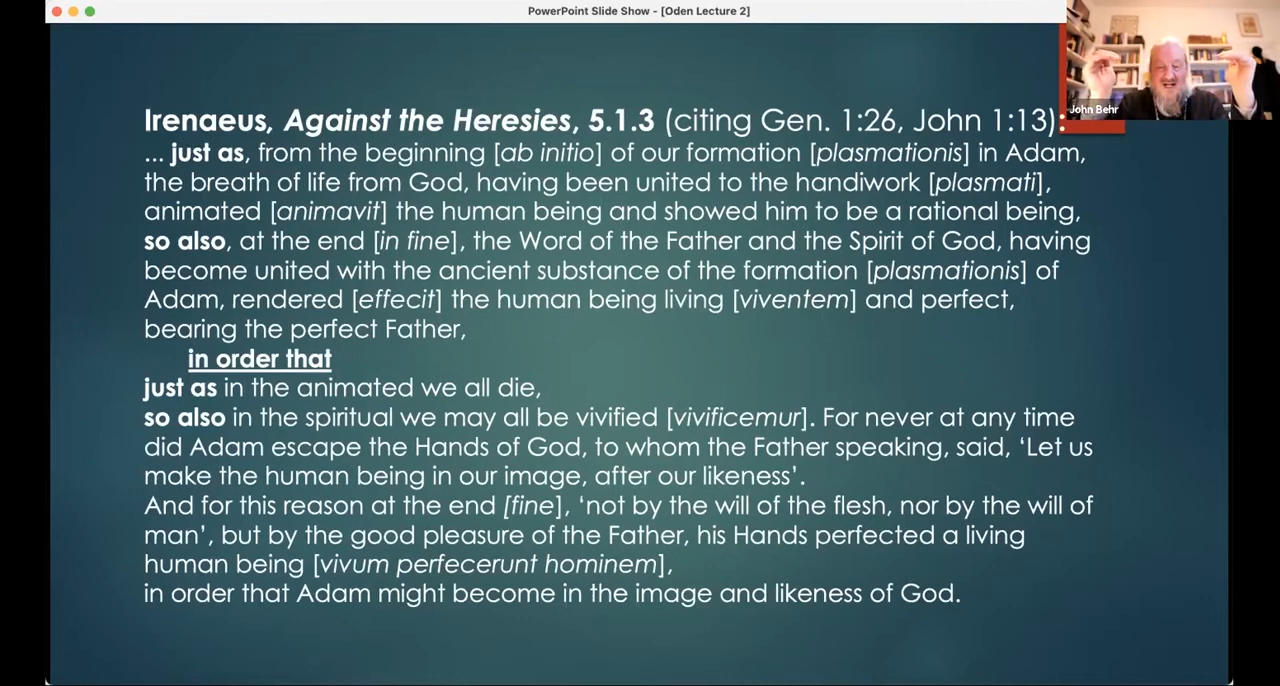 PowerPoint Slide Show - [Oden Lecture 2]
John Behr
Irenaeus, Against the Heresies, 5.1.3 (citing Gen. 1:26, John 1:13):
... just as, from the beginning [ab initio] of our formation [plasmationis] in Adam,
the breath of life from God, having been united to the handiwork [plasmati],
animated [animavit] the human being and showed him to be a rational being,
so also, at the end [in fine], the Word of the Father and the Spirit of God, having
become united with the ancient substance of the formation [plasmationis] of
Adam, rendered [effecit] the human being living [viventem] and perfect,
bearing the perfect Father,
in order that
just as in the animated we all die,
so also in the spiritual we may all be vivified [vivificemur]. For never at any time
did Adam escape the Hands of God, to whom the Father speaking, said, ‘Let us
make the human being in our image, after our likeness’.
And for this reason at the end [fine], ‘not by the will of the flesh, nor by the will of
man’, but by the good pleasure of the Father, his Hands perfected a living
human being [vivum perfecerunt hominem],
in order that Adam might become in the image and likeness of God.